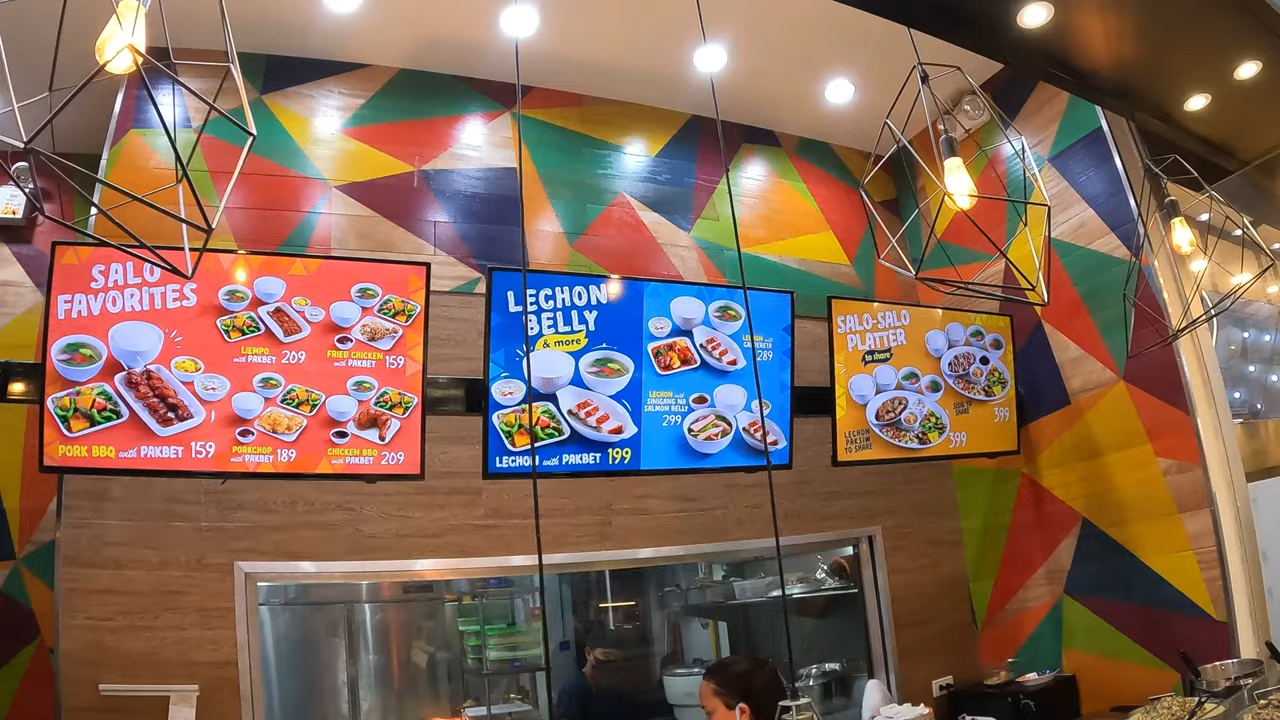 SALO
FAVORITES
LIEMPO
with PAKBET 209
FRIED CHICKEN
with PAKBET 159
PORK BBQ with PAKBET 159
PORKCHOP
with PAKBET 189
CHICKEN BBQ
with PAKBET 209
LECHON
BELLY
& more
LECHON with PAKBET 199
LECHON with
289
LECHON with
SINIGANG NA
SALMON BELLY
299
SALO-SALO
PLATTER
to share
LECHON
PAKSIW
TO SHARE
399
SISIG TO
SHARE
399